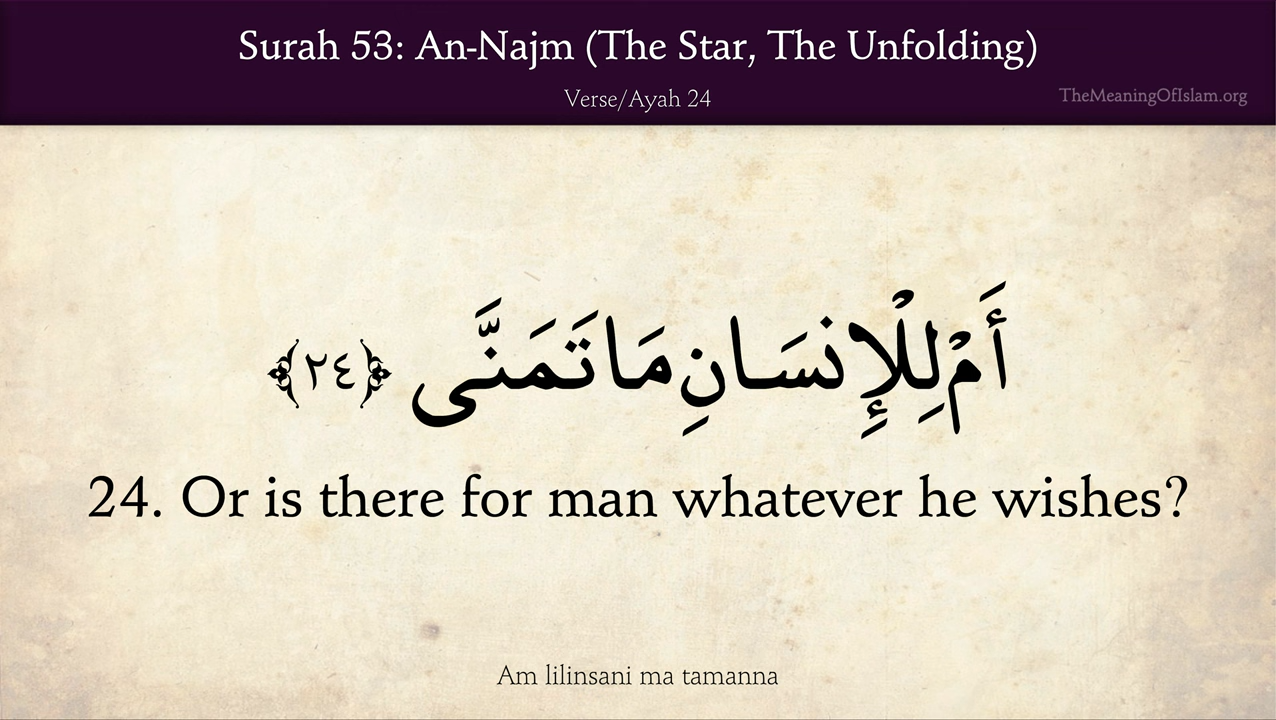 Surah 53: An-Najm (The Star, The Unfolding)
Verse/Ayah 24
TheMeaningOfIslam.org
أَمْ لِلْإِنسَانِ مَا تَمَنَّى ﴿٢٤﴾
24. Or is there for man whatever he wishes?
Am lilinsani ma tamanna